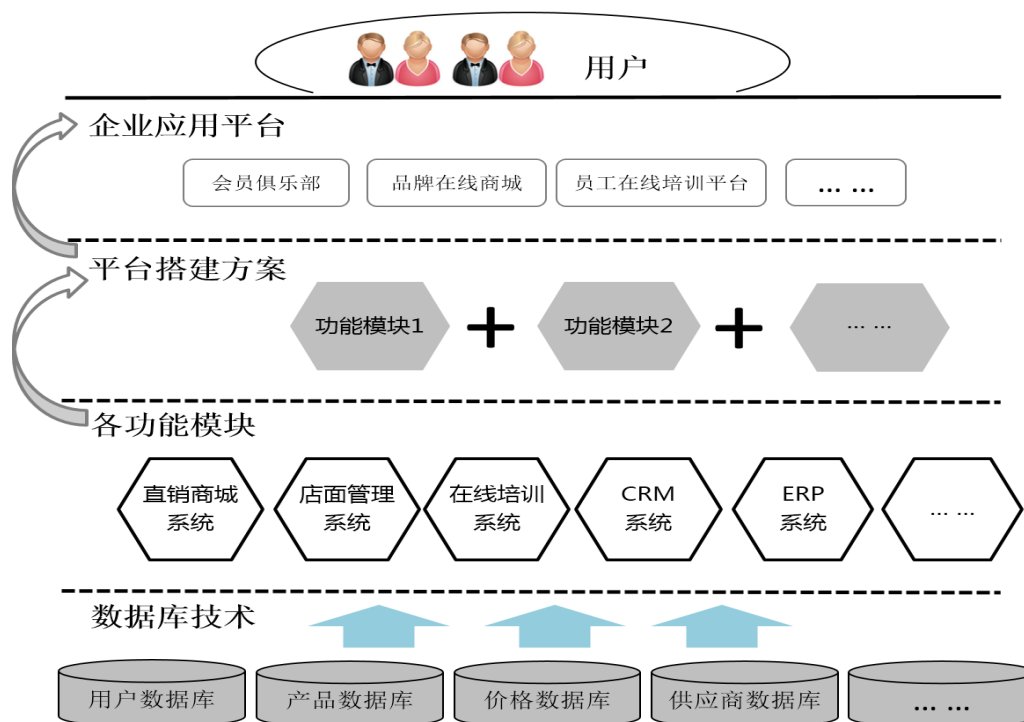 用户
企业应用平台
会员俱乐部
品牌在线商城
员工在线培训平台
... ...
平台搭建方案
功能模块1
功能模块2
... ...
各功能模块
直销商城
系统
店面管理
系统
在线培训
系统
CRM
系统
ERP
系统
... ...
数据库技术
用户数据库
产品数据库
价格数据库
供应商数据库
... ...